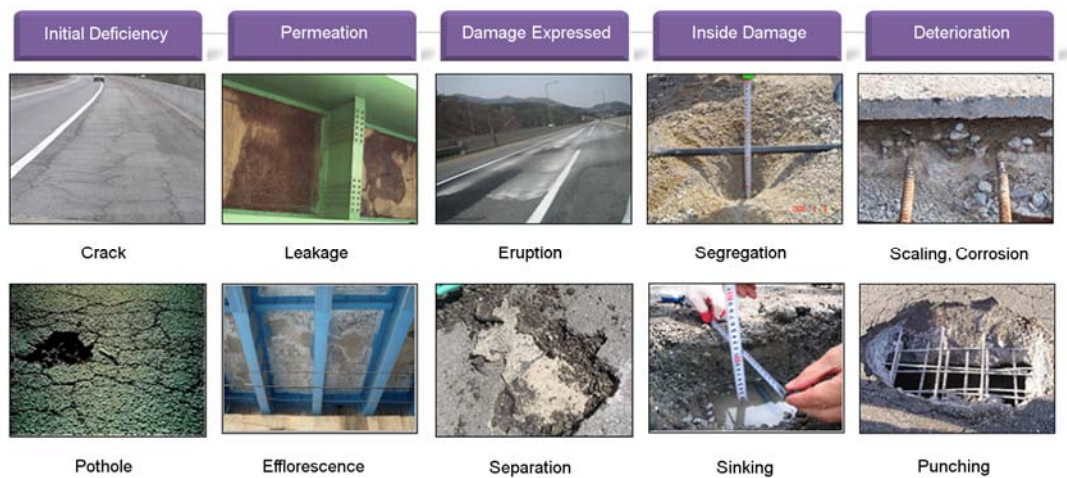 Initial Deficiency
Permeation
Damage Expressed
Inside Damage
Deterioration
Crack
Leakage
Eruption
Segregation
Scaling, Corrosion
Pothole
Efflorescence
Separation
Sinking
Punching